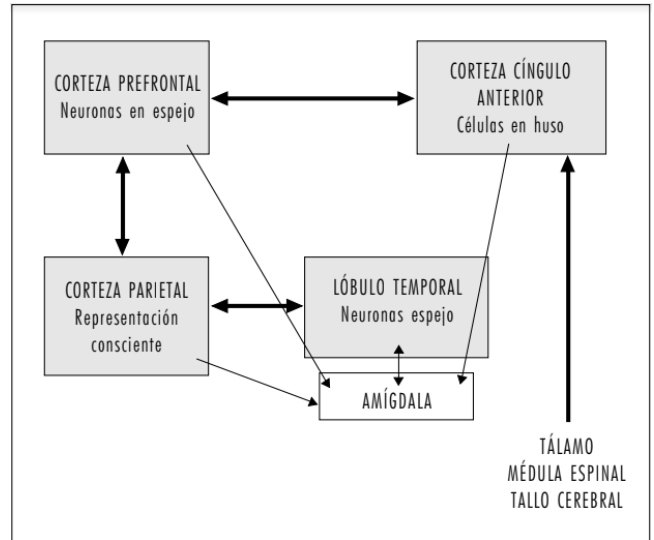 CORTEZA PREFRONTAL
Neuronas en espejo
CORTEZA CÍNGULO
ANTERIOR
Células en huso
CORTEZA PARIETAL
Representación
consciente
LÓBULO TEMPORAL
Neuronas espejo
AMÍGDALA
TÁLAMO
MÉDULA ESPINAL
TALLO CEREBRAL